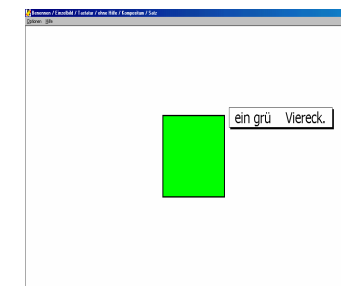 Benennen / Einzelbild / Tastatur / ohne Hilfe / Kompositum / Satz
Optionen Hilfe
ein grü Viereck.